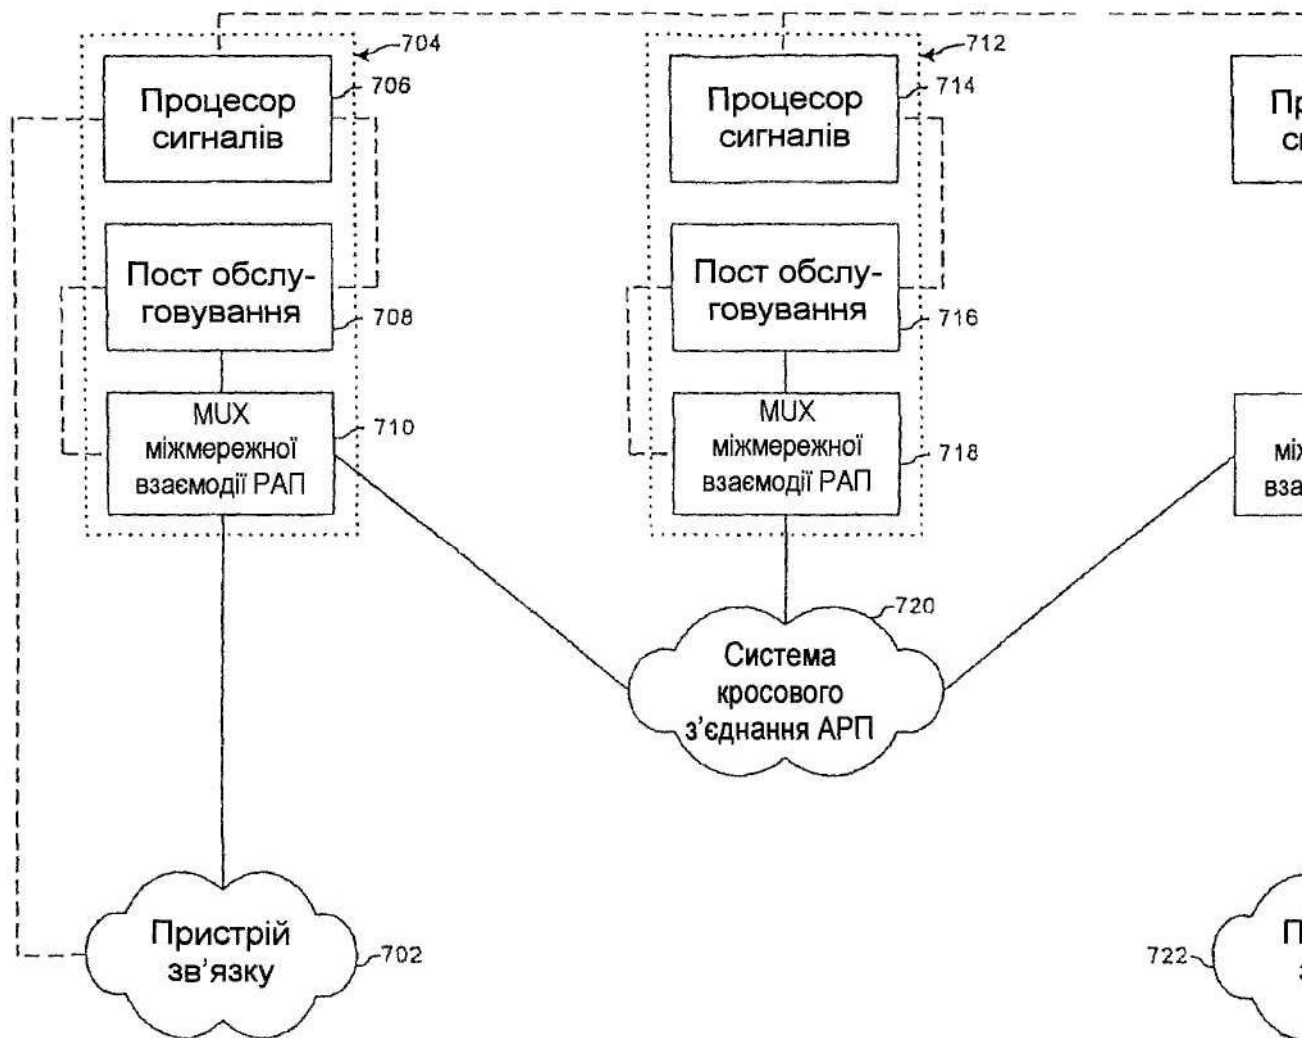 704
706
Процесор
сигналів
Пост обслу-
говування
708
MUX
міжмережної
взаємодії РАП
710
712
714
Процесор
сигналів
Пост обслу-
говування
716
MUX
міжмережної
взаємодії РАП
718
720
Система
кросового
з'єднання АРП
Пристрій
зв'язку
702
722